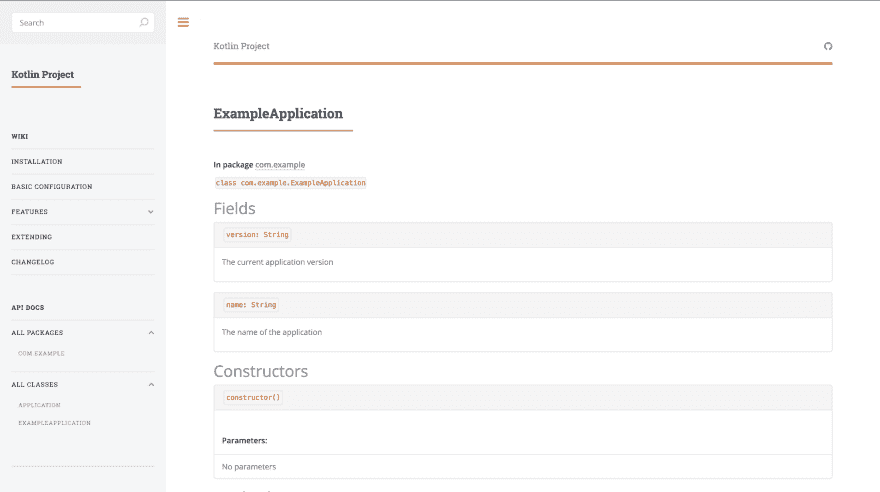 Search
Kotlin Project
WIKI
INSTALLATION
BASIC CONFIGURATION
FEATURES
EXTENDING
CHANGELOG
API DOCS
ALL PACKAGES
COM.EXAMPLE
ALL CLASSES
APPLICATION
EXAMPLEAPPLICATION
Kotlin Project
ExampleApplication
In package com.example
class com.example.ExampleApplication
Fields
version: String
The current application version
name: String
The name of the application
Constructors
constructor()
Parameters:
No parameters